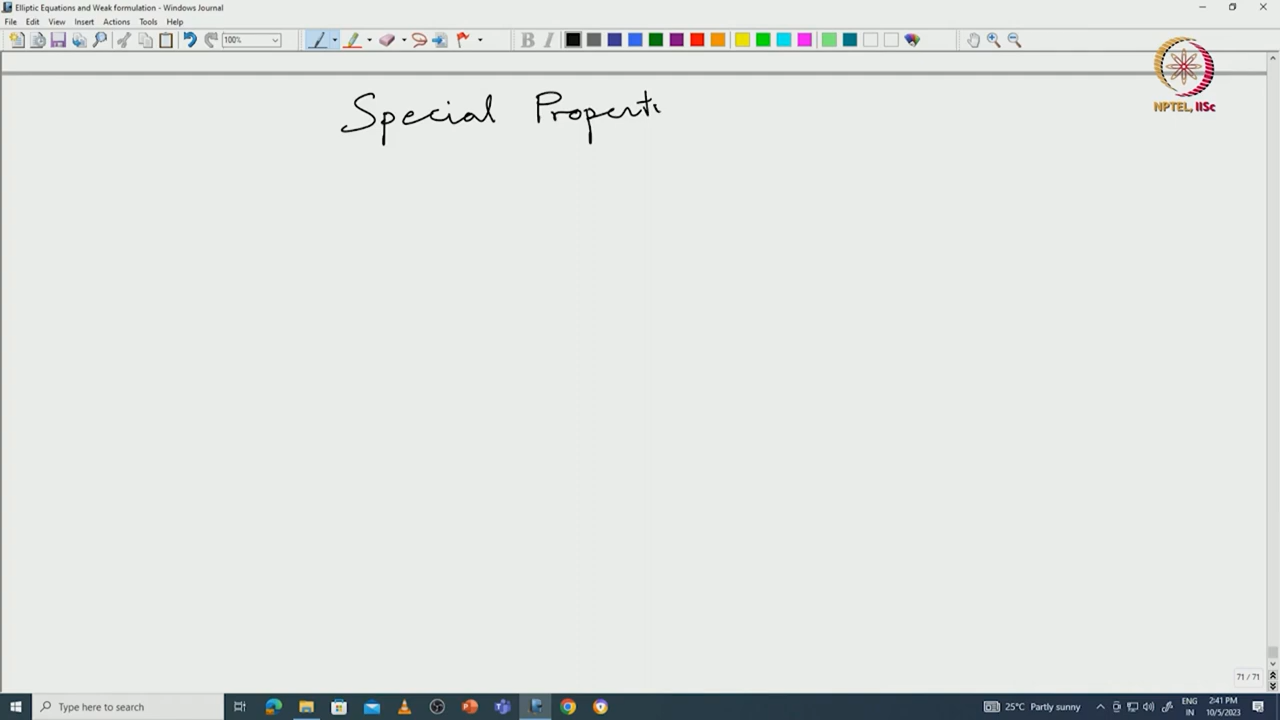 Elliptic Equations and Weak formulation - Windows Journal
File Edit View Insert Actions Tools Help
100%
B I
NPTEL, IISc
Special Properti
71 / 71
Type here to search
25°C Partly sunny
ENG
IN
2:41 PM
10/5/2023